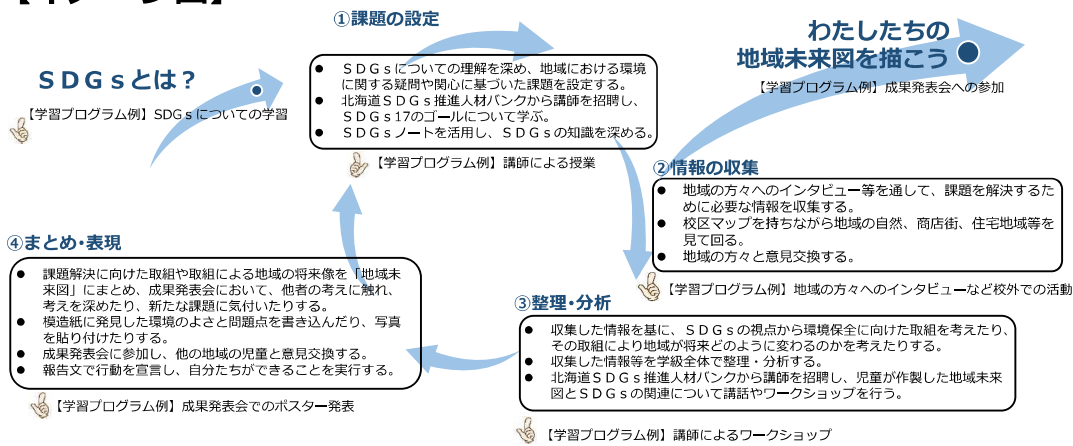 【イメージ図】
SDGsとは？
【学習プログラム例】SDGsについての学習
①課題の設定
● SDGsについての理解を深め、地域における環境
に関する疑問や関心に基づいた課題を設定する。
● 北海道SDGs推進人材バンクから講師を招聘し、
SDGs17のゴールについて学ぶ。
● SDGsノートを活用し、SDGsの知識を深める。
【学習プログラム例】講師による授業
わたしたちの
地域未来図を描こう
【学習プログラム例】成果発表会への参加
②情報の収集
● 地域の方々へのインタビュー等を通して、課題を解決するた
めに必要な情報を収集する。
● 校区マップを持ちながら地域の自然、商店街、住宅地域等を
見て回る。
● 地域の方々と意見交換する。
【学習プログラム例】地域の方々へのインタビューなど校外での活動
③整理・分析
● 収集した情報を基に、SDGsの視点から環境保全に向けた取組を考えたり、
その取組により地域が将来どのように変わるのかを考えたりする。
● 収集した情報等を学級全体で整理・分析する。
● 北海道SDGs推進人材バンクから講師を招聘し、児童が作製した地域未来
図とSDGsの関連について講話やワークショップを行う。
【学習プログラム例】講師によるワークショップ
④まとめ・表現
● 課題解決に向けた取組や取組による地域の将来像を「地域未
来図」にまとめ、成果発表会において、他者の考えに触れ、
考えを深めたり、新たな課題に気付いたりする。
● 模造紙に発見した環境のよさと問題点を書き込んだり、写真
を貼り付けたりする。
● 成果発表会に参加し、他の地域の児童と意見交換する。
● 報告文で行動を宣言し、自分たちができることを実行する。
【学習プログラム例】成果発表会でのポスター発表